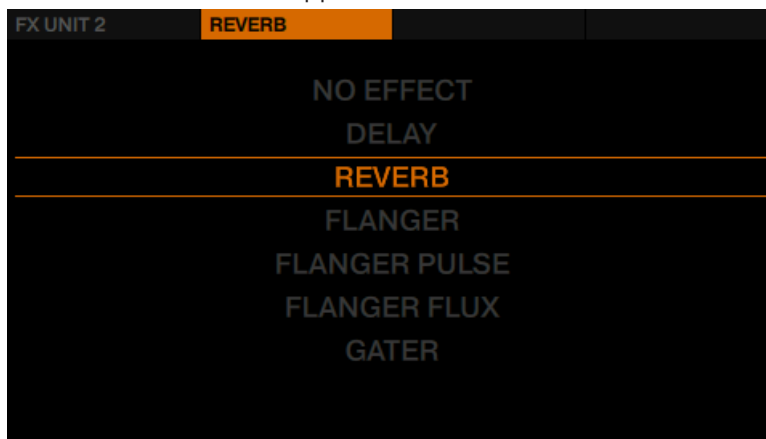 FX UNIT 2 REVERB
NO EFFECT
DELAY
REVERB
FLANGER
FLANGER PULSE
FLANGER FLUX
GATER